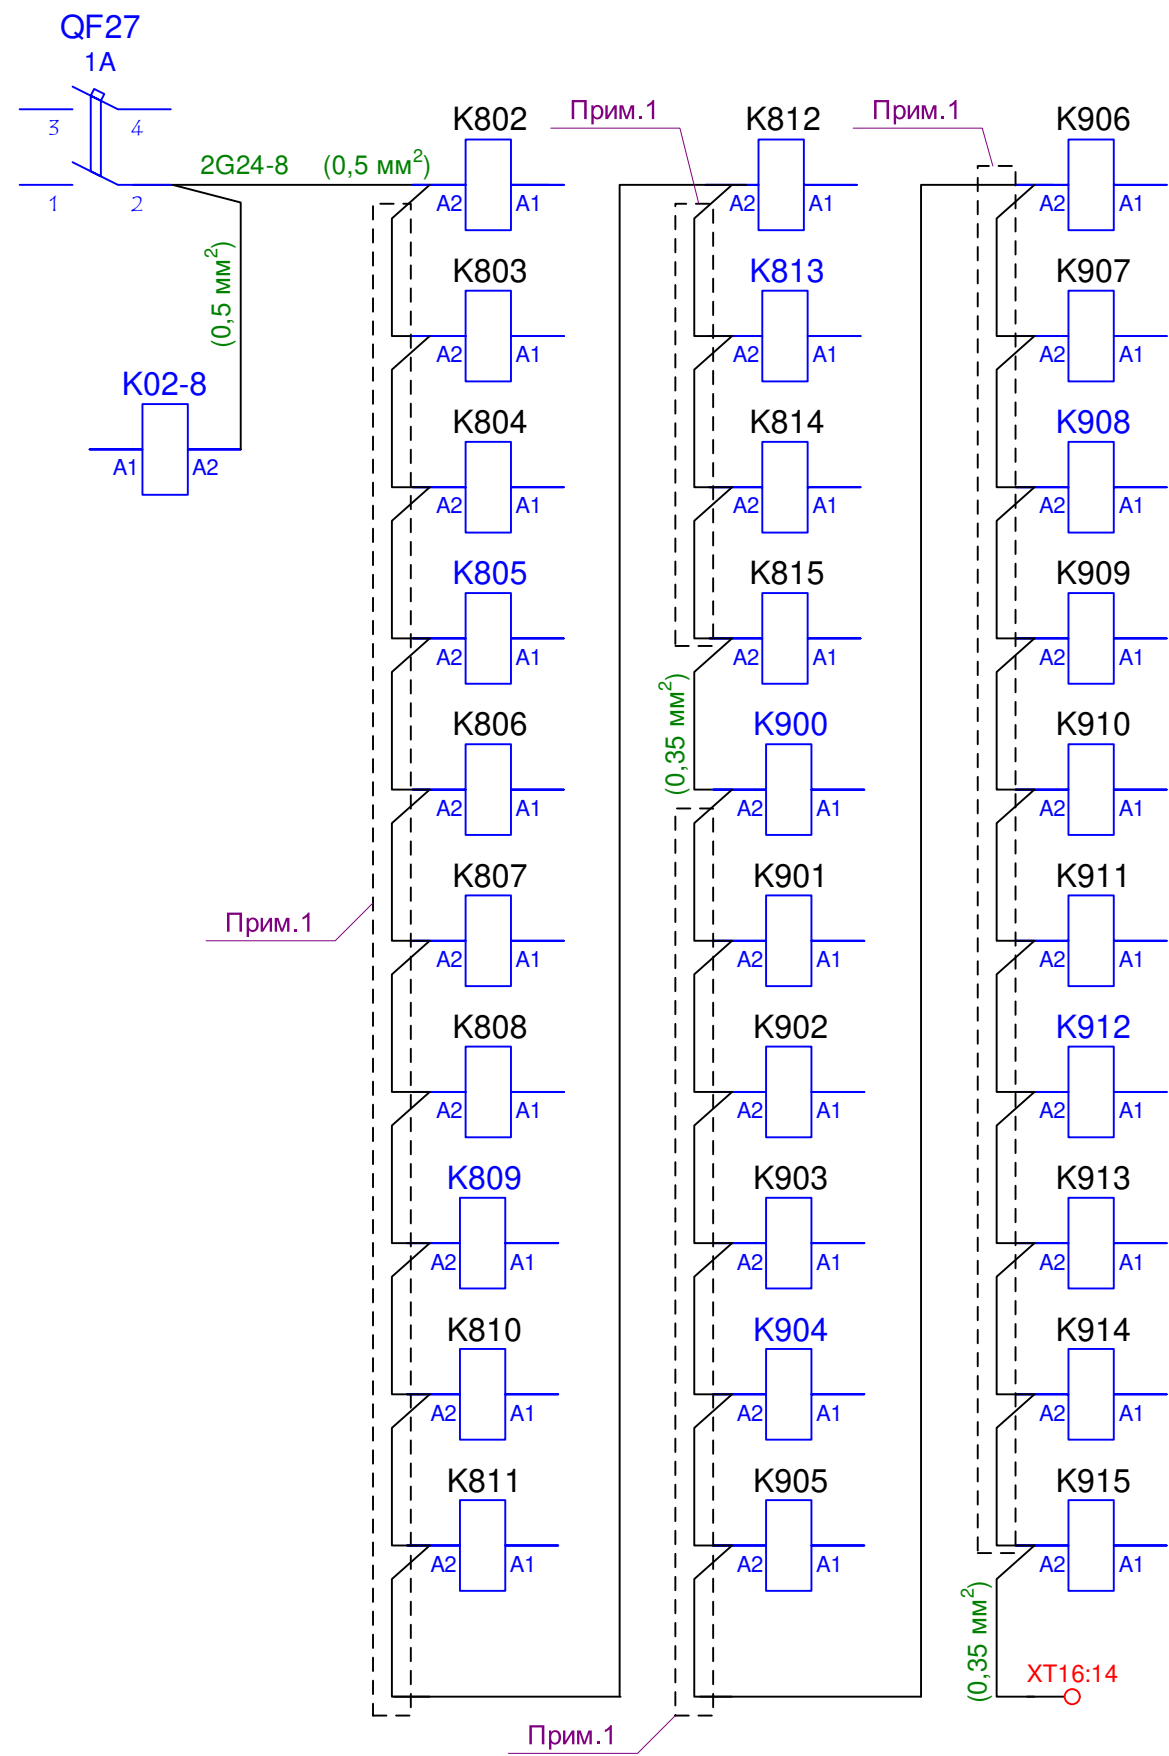 QF27
1A
3 4
1 2
2G24-8 (0,5 мм²)
(0,5 мм²)
K02-8
A1 A2
K802
A2 A1
K803
A2 A1
K804
A2 A1
K805
A2 A1
K806
A2 A1
K807
A2 A1
K808
A2 A1
K809
A2 A1
K810
A2 A1
K811
A2 A1
Прим.1
Прим.1
K812
A2 A1
K813
A2 A1
K814
A2 A1
K815
A2 A1
(0,35 мм²)
K900
A2 A1
K901
A2 A1
K902
A2 A1
K903
A2 A1
K904
A2 A1
K905
A2 A1
Прим.1
Прим.1
K906
A2 A1
K907
A2 A1
K908
A2 A1
K909
A2 A1
K910
A2 A1
K911
A2 A1
K912
A2 A1
K913
A2 A1
K914
A2 A1
K915
A2 A1
(0,35 мм²)
XT16:14